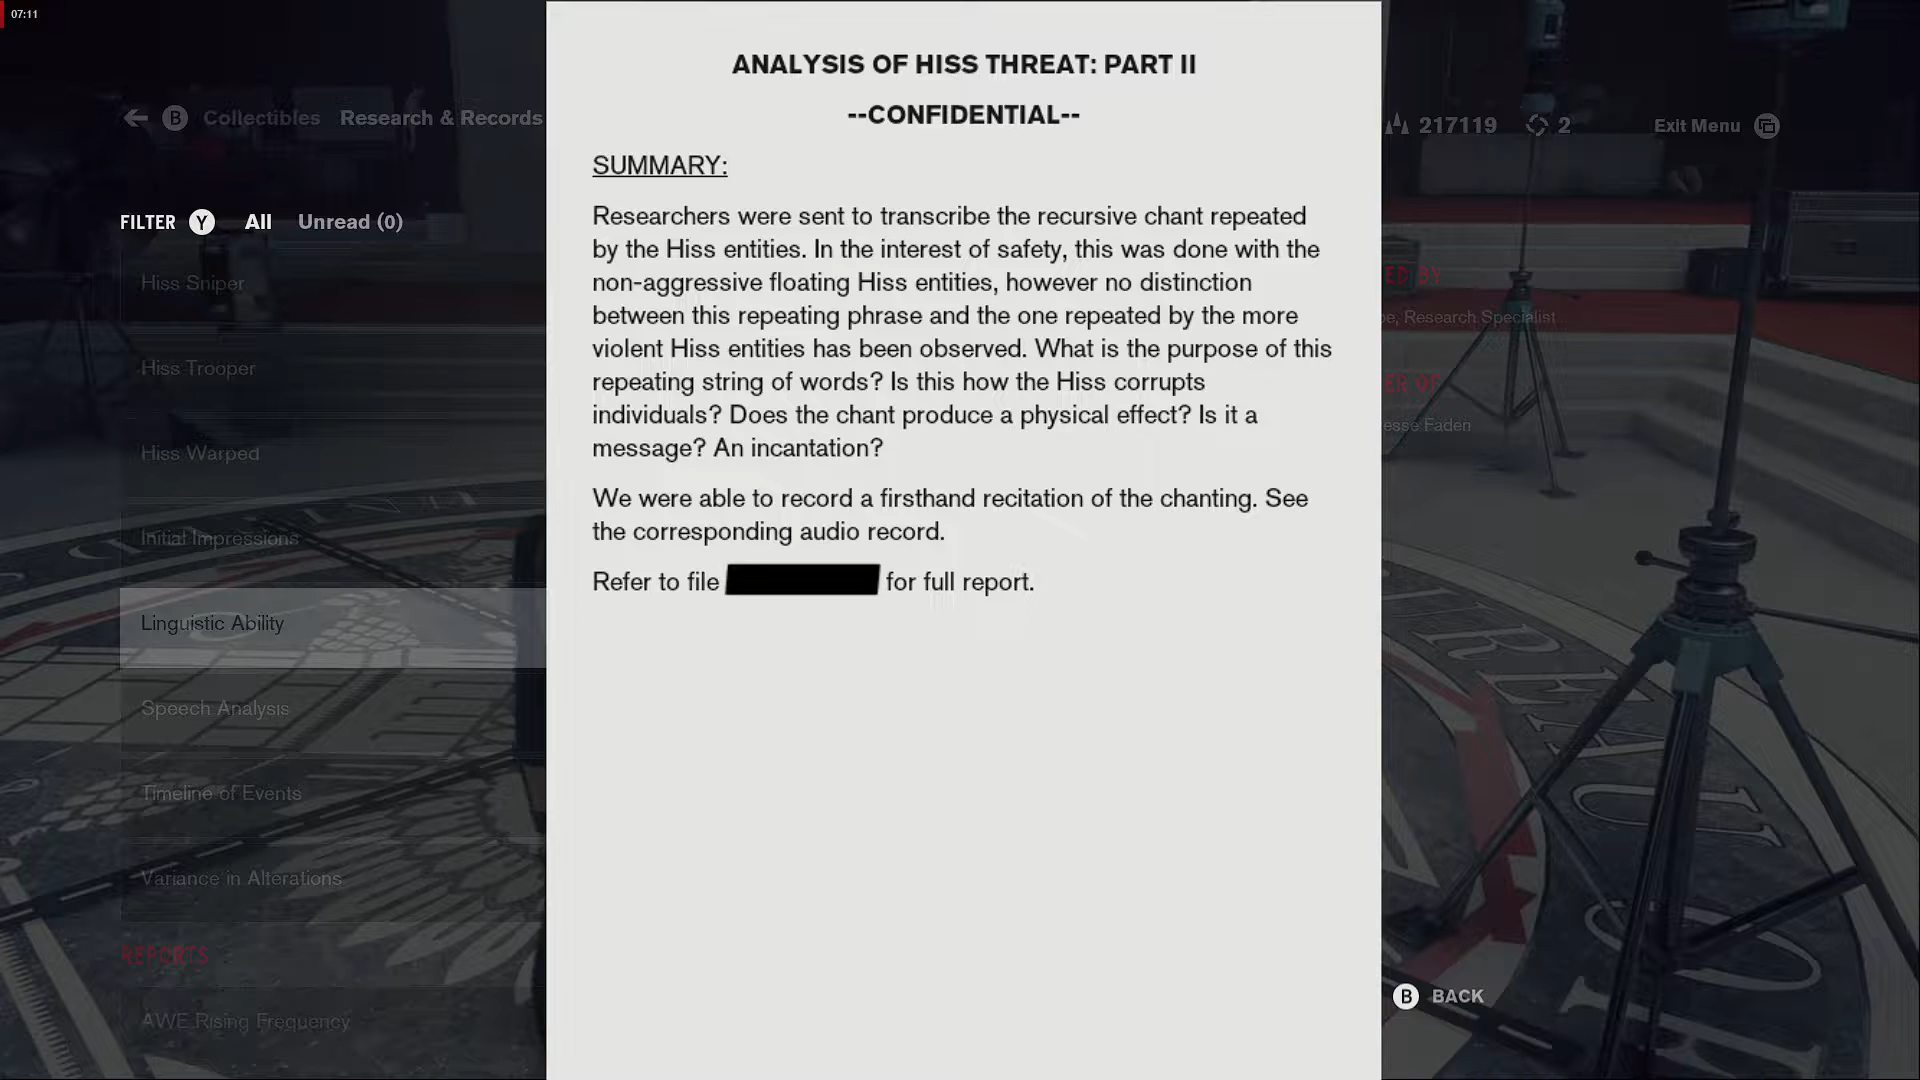 07:11
ANALYSIS OF HISS THREAT: PART II
--CONFIDENTIAL--
B Collectibles Research & Records
217119 2 Exit Menu
SUMMARY:
FILTER Y All Unread (0)
Researchers were sent to transcribe the recursive chant repeated
by the Hiss entities. In the interest of safety, this was done with the
non-aggressive floating Hiss entities, however no distinction
between this repeating phrase and the one repeated by the more
violent Hiss entities has been observed. What is the purpose of this
repeating string of words? Is this how the Hiss corrupts
individuals? Does the chant produce a physical effect? Is it a
message? An incantation?
We were able to record a firsthand recitation of the chanting. See
the corresponding audio record.
Refer to file for full report.
Hiss Sniper
Hiss Trooper
Hiss Warped
Initial Impressions
Linguistic Ability
Speech Analysis
Timeline of Events
Variance in Alterations
REPORTS
AWE Rising Frequency
ED BY
pe, Research Specialist
ER OF
esse Faden
B BACK